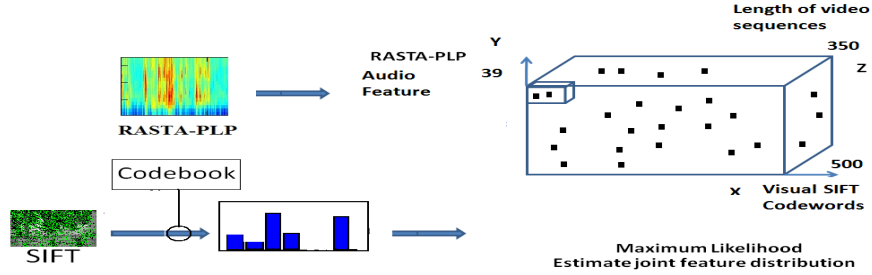 Length of video
sequences
Y
350
RASTA-PLP
Z
39
Audio
Feature
RASTA-PLP
Codebook
500
X
Visual SIFT
Codewords
SIFT
Maximum Likelihood
Estimate joint feature distribution